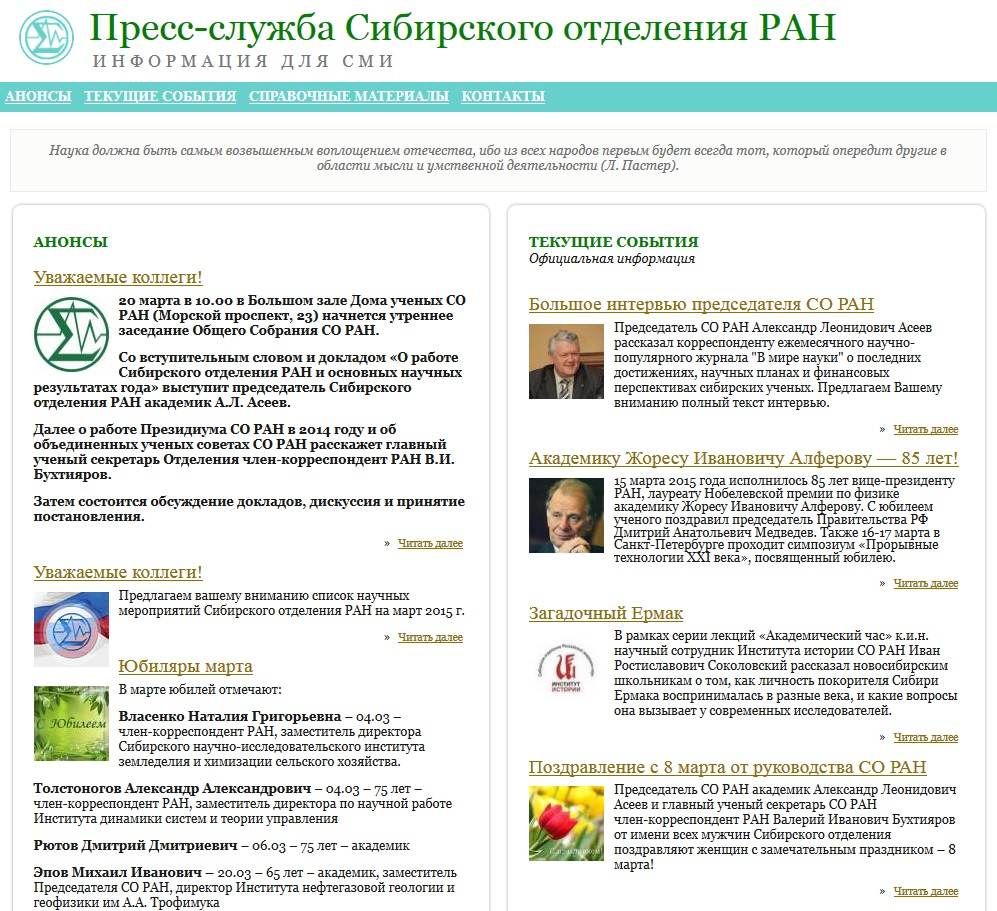 Пресс-служба Сибирского отделения РАН
ИНФОРМАЦИЯ ДЛЯ СМИ
АНОНСЫ ТЕКУЩИЕ СОБЫТИЯ СПРАВОЧНЫЕ МАТЕРИАЛЫ КОНТАКТЫ
Наука должна быть самым возвышенным воплощением отечества, ибо из всех народов первым будет всегда тот, который опередит другие в
области мысли и умственной деятельности (Л. Пастер).
АНОНСЫ
Уважаемые коллеги!
20 марта в 10.00 в Большом зале Дома ученых СО
РАН (Морской проспект, 23) начнется утреннее
заседание Общего Собрания СО РАН.
Со вступительным словом и докладом «О работе
Сибирского отделения РАН и основных научных
результатах года» выступит председатель Сибирского
отделения РАН академик А.Л. Асеев.
Далее о работе Президиума СО РАН в 2014 году и об
объединенных ученых советах СО РАН расскажет главный
ученый секретарь Отделения член-корреспондент РАН В.И.
Бухтияров.
Затем состоится обсуждение докладов, дискуссия и принятие
постановления.
» Читать далее
Уважаемые коллеги!
Предлагаем вашему вниманию список научных
мероприятий Сибирского отделения РАН на март 2015 г.
» Читать далее
Юбиляры марта
С Юбилеем
В марте юбилей отмечают:
Власенко Наталия Григорьевна – 04.03 –
член-корреспондент РАН, заместитель директора
Сибирского научно-исследовательского института
земледелия и химизации сельского хозяйства.
Толстоногов Александр Александрович – 04.03 – 75 лет –
член-корреспондент РАН, заместитель директора по научной работе
Института динамики систем и теории управления
Рютов Дмитрий Дмитриевич – 06.03 – 75 лет – академик
Эпов Михаил Иванович – 20.03 – 65 лет – академик, заместитель
Председателя СО РАН, директор Института нефтегазовой геологии и
геофизики им А.А. Трофимука
ТЕКУЩИЕ СОБЫТИЯ
Официальная информация
Большое интервью председателя СО РАН
Председатель СО РАН Александр Леонидович Асеев
рассказал корреспонденту ежемесячного научно-
популярного журнала "В мире науки" о последних
достижениях, научных планах и финансовых
перспективах сибирских ученых. Предлагаем Вашему
вниманию полный текст интервью.
» Читать далее
Академику Жоресу Ивановичу Алферову — 85 лет!
15 марта 2015 года исполнилось 85 лет вице-президенту
РАН, лауреату Нобелевской премии по физике
академику Жоресу Ивановичу Алферову. С юбилеем
ученого поздравил председатель Правительства РФ
Дмитрий Анатольевич Медведев. Также 16-17 марта в
Санкт-Петербурге проходит симпозиум «Прорывные
технологии XXI века», посвященный юбилею.
» Читать далее
Загадочный Ермак
ИНСТИТУТ
ИСТОРИИ
В рамках серии лекций «Академический час» к.и.н.
научный сотрудник Института истории СО РАН Иван
Ростиславович Соколовский рассказал новосибирским
школьникам о том, как личность покорителя Сибири
Ермака воспринималась в разные века, и какие вопросы
она вызывает у современных исследователей.
» Читать далее
Поздравление с 8 марта от руководства СО РАН
Председатель СО РАН академик Александр Леонидович
Асеев и главный ученый секретарь СО РАН
член-корреспондент РАН Валерий Иванович Бухтияров
от имени всех мужчин Сибирского отделения
поздравляют женщин с замечательным праздником – 8
марта!
» Читать далее